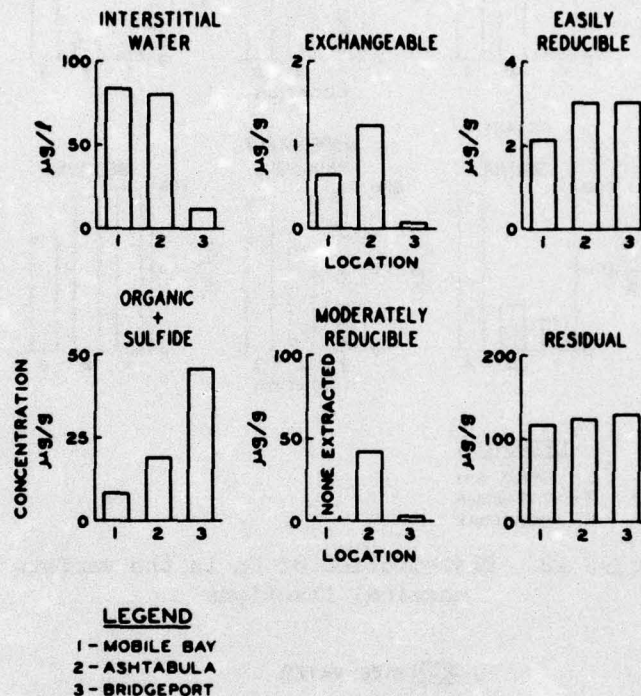 INTERSTITIAL
WATER
100
50
0
µg/l
1 2 3
EXCHANGEABLE
2
1
0
µg/g
1 2 3
LOCATION
EASILY
REDUCIBLE
4
2
0
µg/g
1 2 3
ORGANIC
+
SULFIDE
50
25
0
CONCENTRATION
µg/g
1 2 3
MODERATELY
REDUCIBLE
100
50
0
µg/g
NONE EXTRACTED
1 2 3
LOCATION
RESIDUAL
200
100
0
µg/g
1 2 3
LEGEND
1 - MOBILE BAY
2 - ASHTABULA
3 - BRIDGEPORT